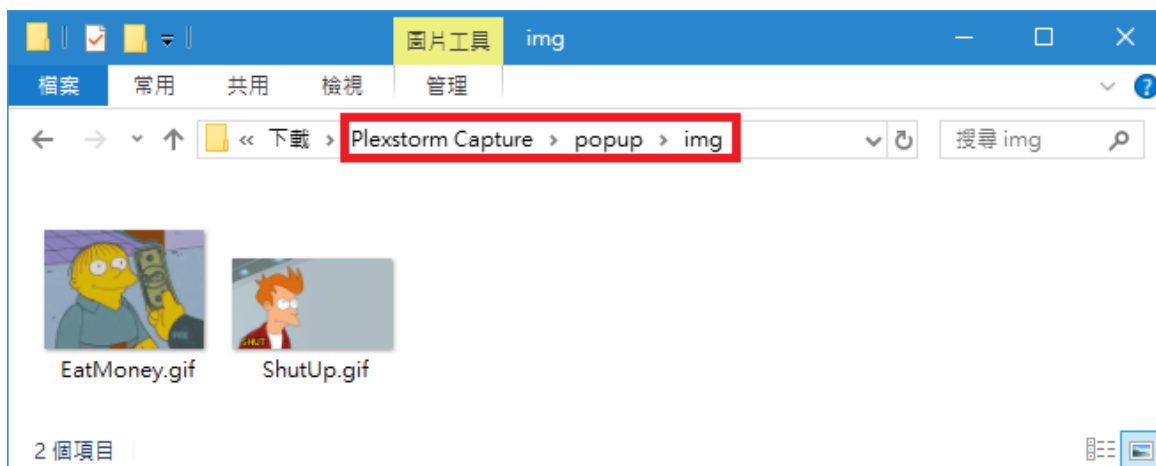 圖片工具 img
檔案 常用 共用 檢視 管理
« 下載 › Plexstorm Capture › popup › img 搜尋 img
SHUT
EatMoney.gif ShutUp.gif
2 個項目